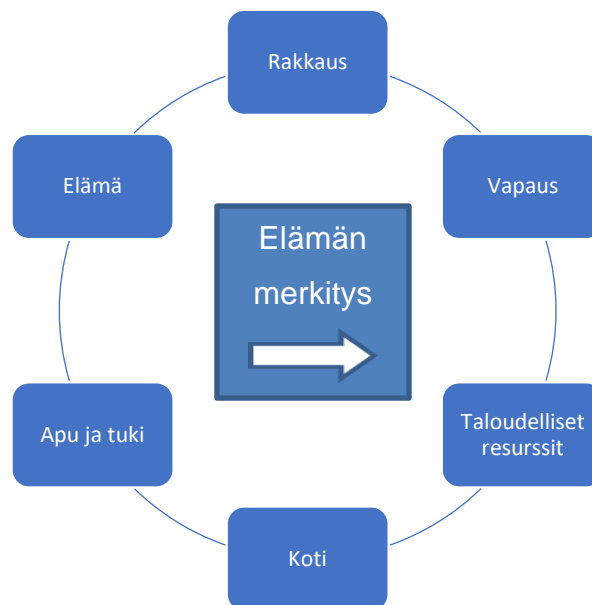 Rakkaus
Elämä
Vapaus
Elämän
merkitys
Apu ja tuki
Taloudelliset
resurssit
Koti